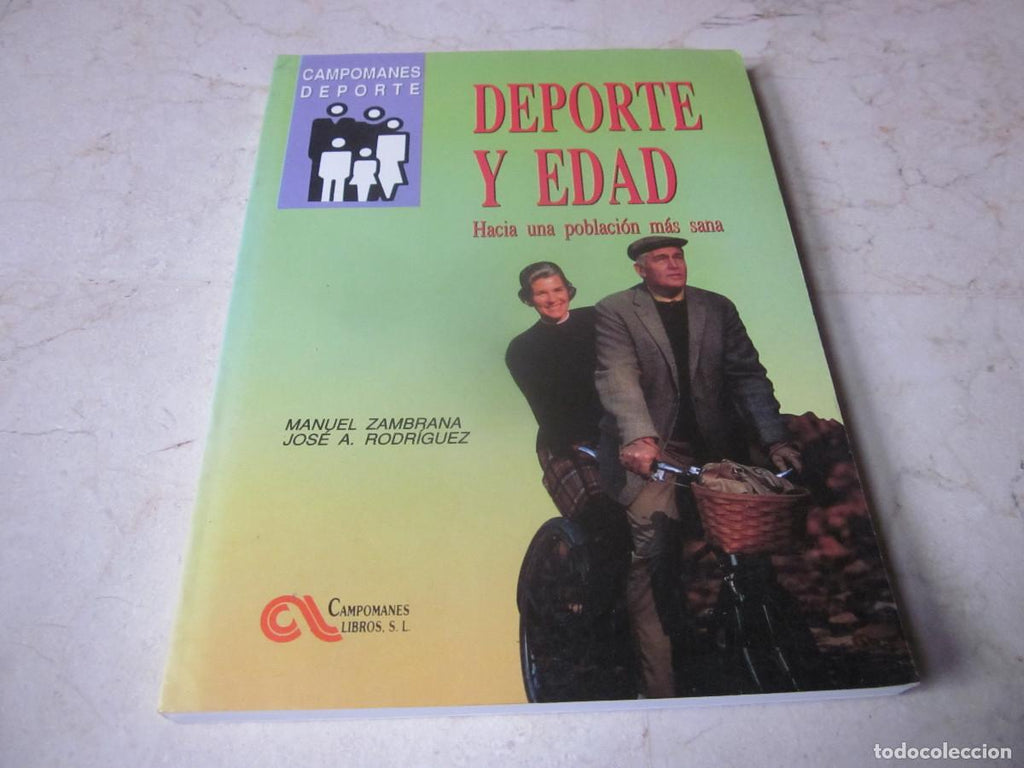 CAMPOMANES
DEPORTE
DEPORTE
Y EDAD
Hacia una población más sana
MANUEL ZAMBRANA
JOSÉ A. RODRÍGUEZ
CAMPOMANES
LIBROS, S. L.
todocoleccion